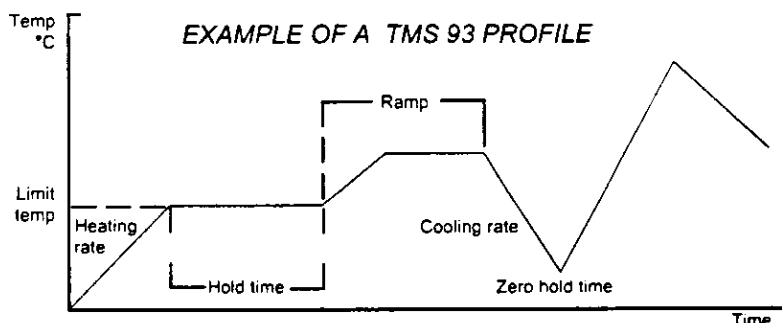 Temp
°C
EXAMPLE OF A TMS 93 PROFILE
Ramp
Limit
temp
Heating
rate
Cooling rate
Hold time
Zero hold time
Time